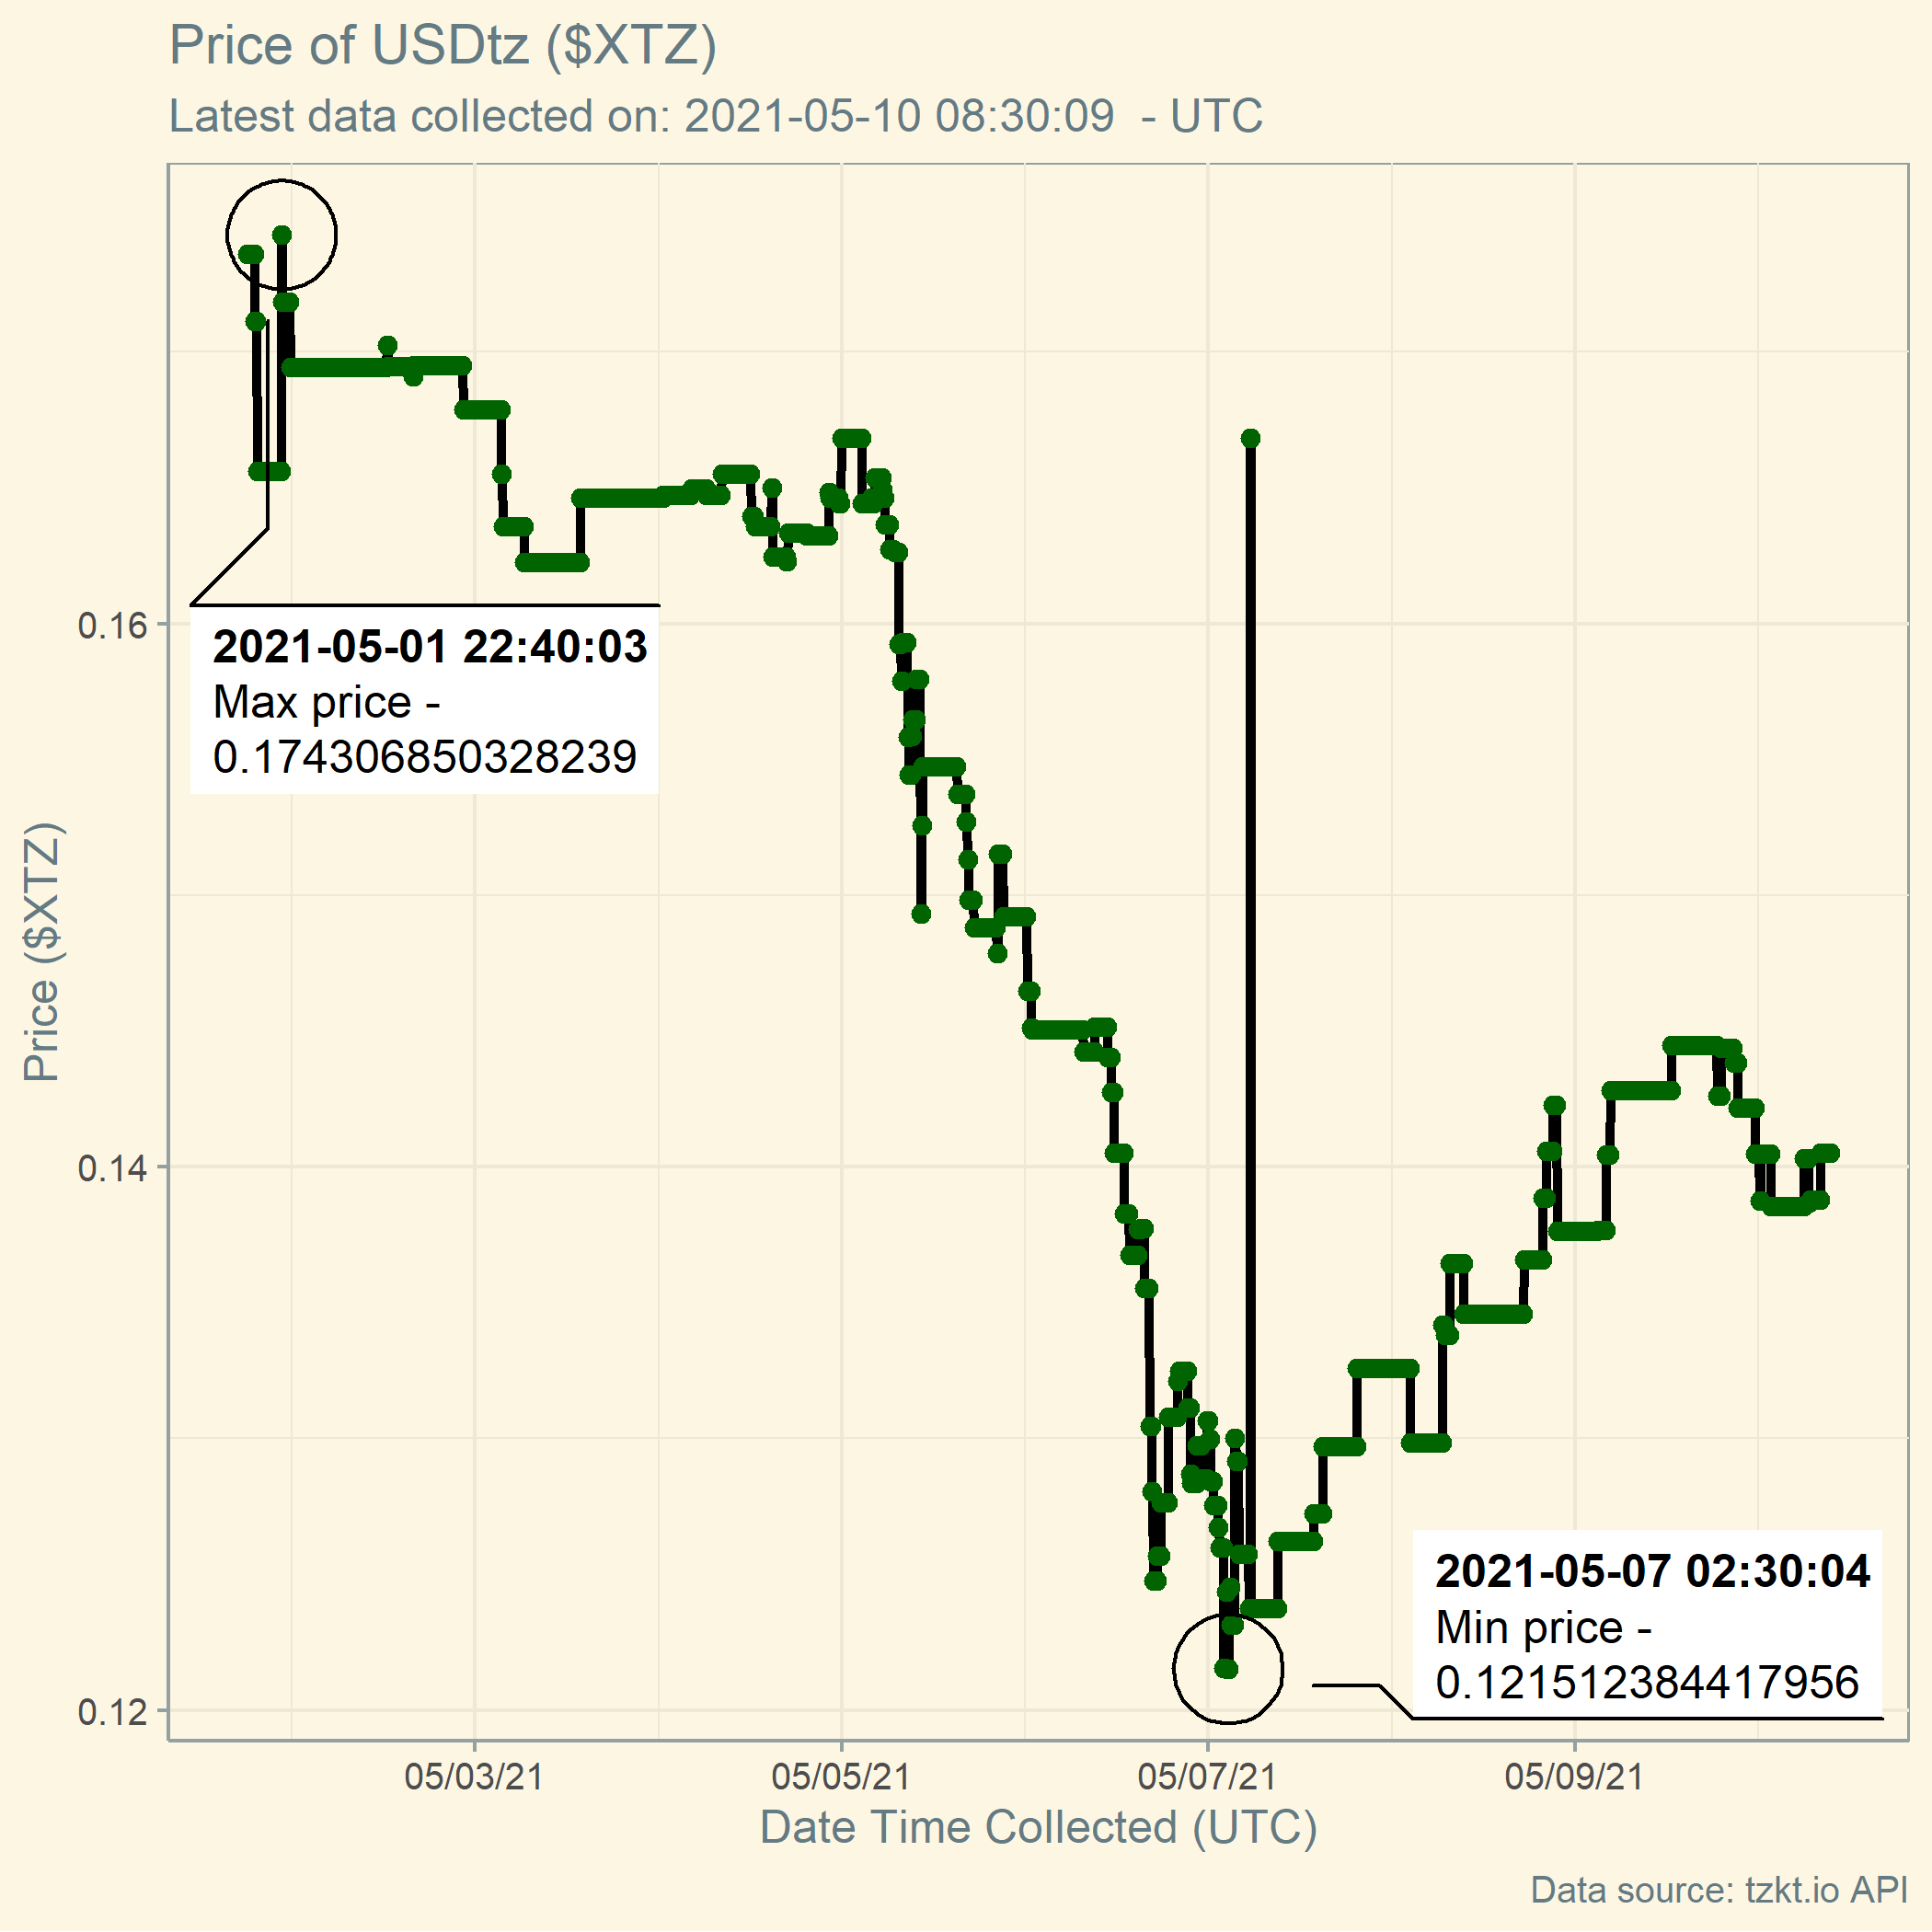 Price of USDtz ($XTZ)
Latest data collected on: 2021-05-10 08:30:09  - UTC
Price ($XTZ)
0.16
0.14
0.12
2021-05-01 22:40:03
Max price -
0.174306850328239
2021-05-07 02:30:04
Min price -
0.121512384417956
05/03/21
05/05/21
05/07/21
05/09/21
Date Time Collected (UTC)
Data source: tzkt.io API